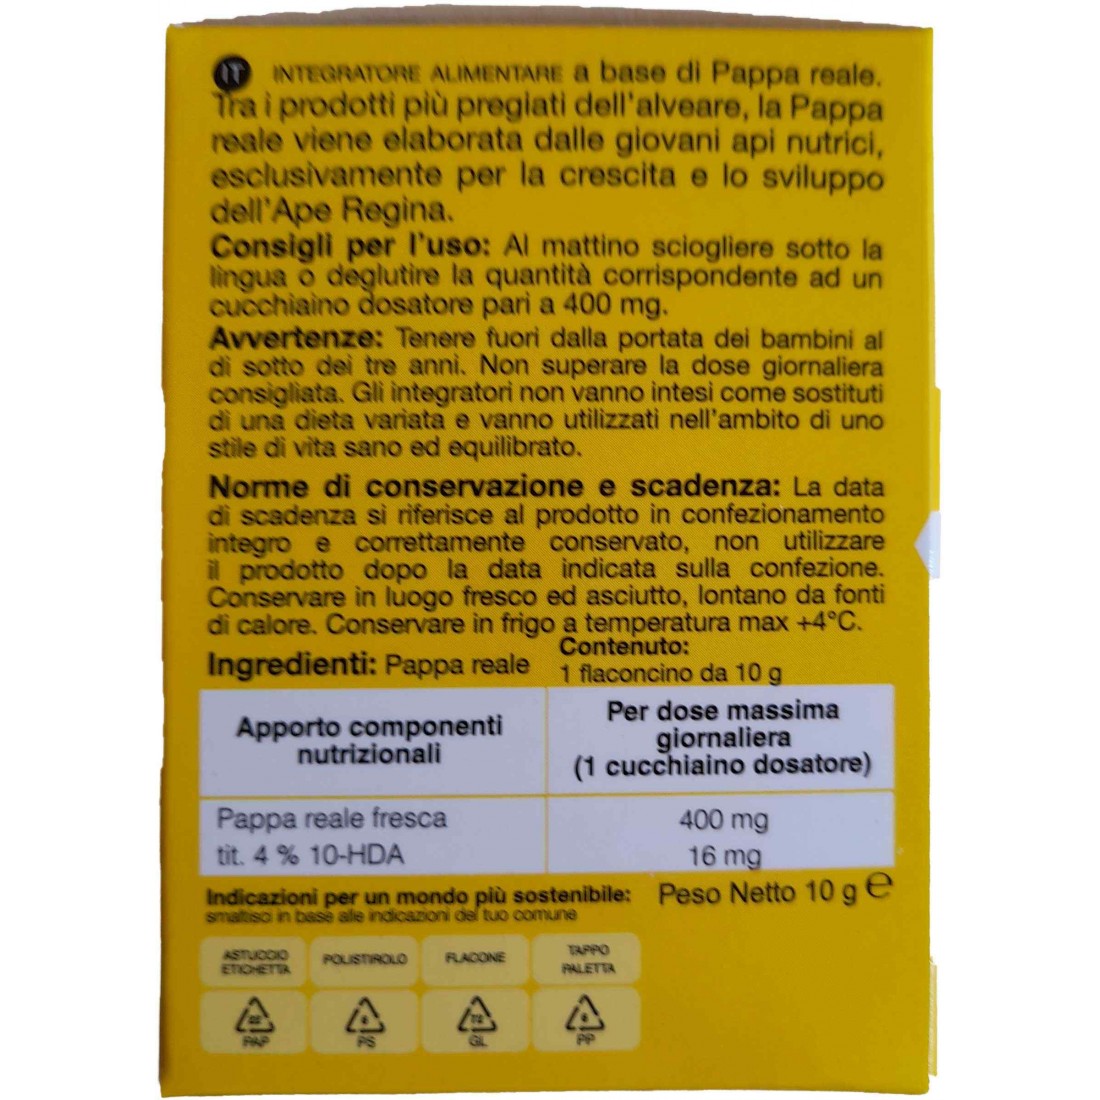 IT INTEGRATORE ALIMENTARE a base di Pappa reale.
Tra i prodotti più pregiati dell'alveare, la Pappa
reale viene elaborata dalle giovani api nutrici,
esclusivamente per la crescita e lo sviluppo
dell'Ape Regina.
Consigli per l'uso: Al mattino sciogliere sotto la
lingua o deglutire la quantità corrispondente ad un
cucchiaino dosatore pari a 400 mg.
Avvertenze: Tenere fuori dalla portata dei bambini al
di sotto dei tre anni. Non superare la dose giornaliera
consigliata. Gli integratori non vanno intesi come sostituti
di una dieta variata e vanno utilizzati nell'ambito di uno
stile di vita sano ed equilibrato.
Norme di conservazione e scadenza: La data
di scadenza si riferisce al prodotto in confezionamento
integro e correttamente conservato, non utilizzare
il prodotto dopo la data indicata sulla confezione.
Conservare in luogo fresco ed asciutto, lontano da fonti
di calore. Conservare in frigo a temperatura max +4°C.
Ingredienti: Pappa reale
Contenuto:
1 flaconcino da 10 g
Apporto componenti
nutrizionali
Per dose massima
giornaliera
(1 cucchiaino dosatore)
Pappa reale fresca 400 mg
tit. 4 % 10-HDA 16 mg
Indicazioni per un mondo più sostenibile:
smaltisci in base alle indicazioni del tuo comune
Peso Netto 10 g ℮
ASTUCCIO
ETICHETTA
POLISTIROLO
FLACONE
TAPPO
PALETTA
PAP
6
PS
GL
PP